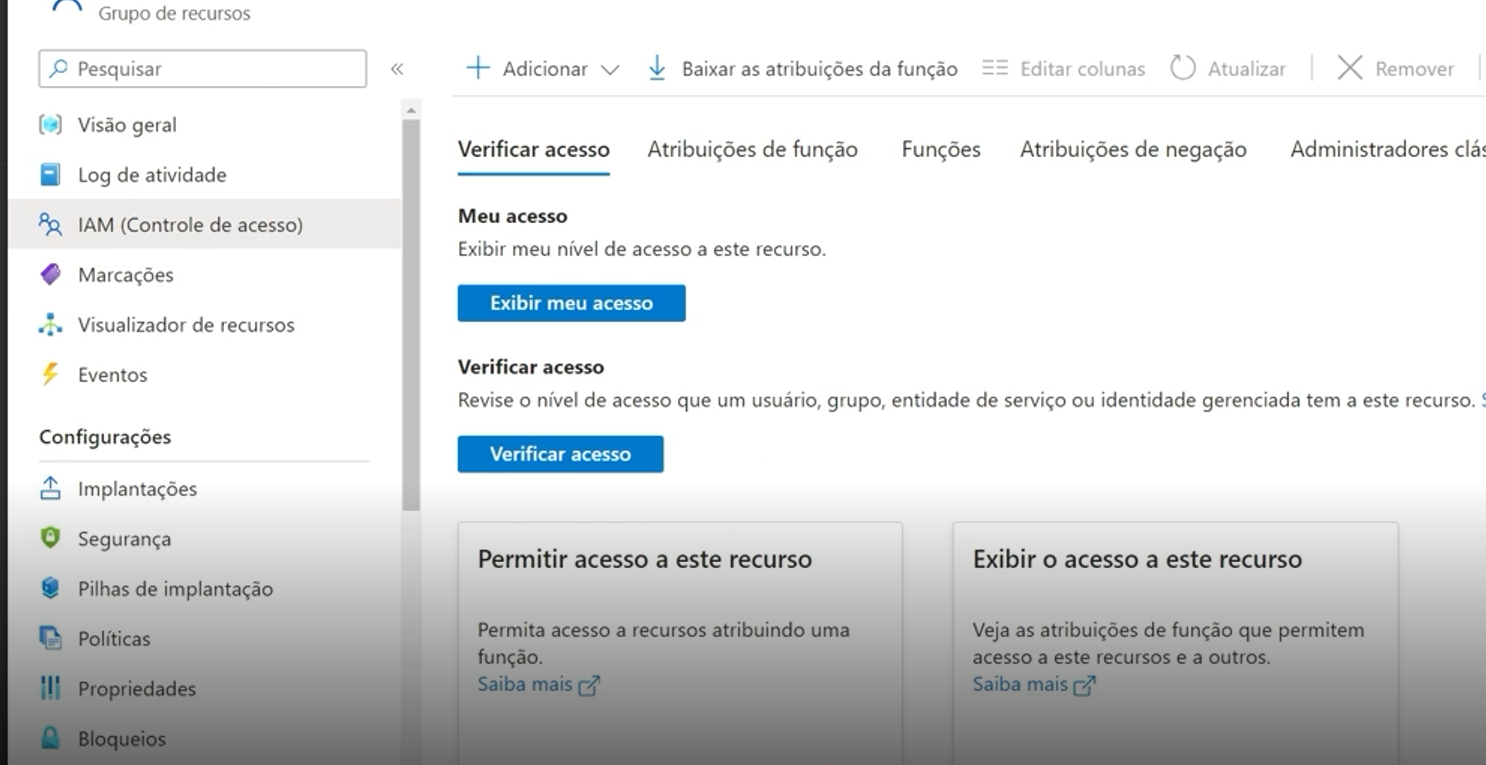 Grupo de recursos
Pesquisar
«
Adicionar
Baixar as atribuições da função
Editar colunas
Atualizar
Remover
Visão geral
Log de atividade
IAM (Controle de acesso)
Marcações
Visualizador de recursos
Eventos
Configurações
Implantações
Segurança
Pilhas de implantação
Políticas
Propriedades
Bloqueios
Verificar acesso
Atribuições de função
Funções
Atribuições de negação
Administradores
Meu acesso
Exibir meu nível de acesso a este recurso.
Exibir meu acesso
Verificar acesso
Revise o nível de acesso que um usuário, grupo, entidade de serviço ou identidade gerenciada tem a este recurso.
Verificar acesso
Permitir acesso a este recurso
Permita acesso a recursos atribuindo uma
função.
Saiba mais
Exibir o acesso a este recurso
Veja as atribuições de função que permitem
acesso a este recursos e a outros.
Saiba mais